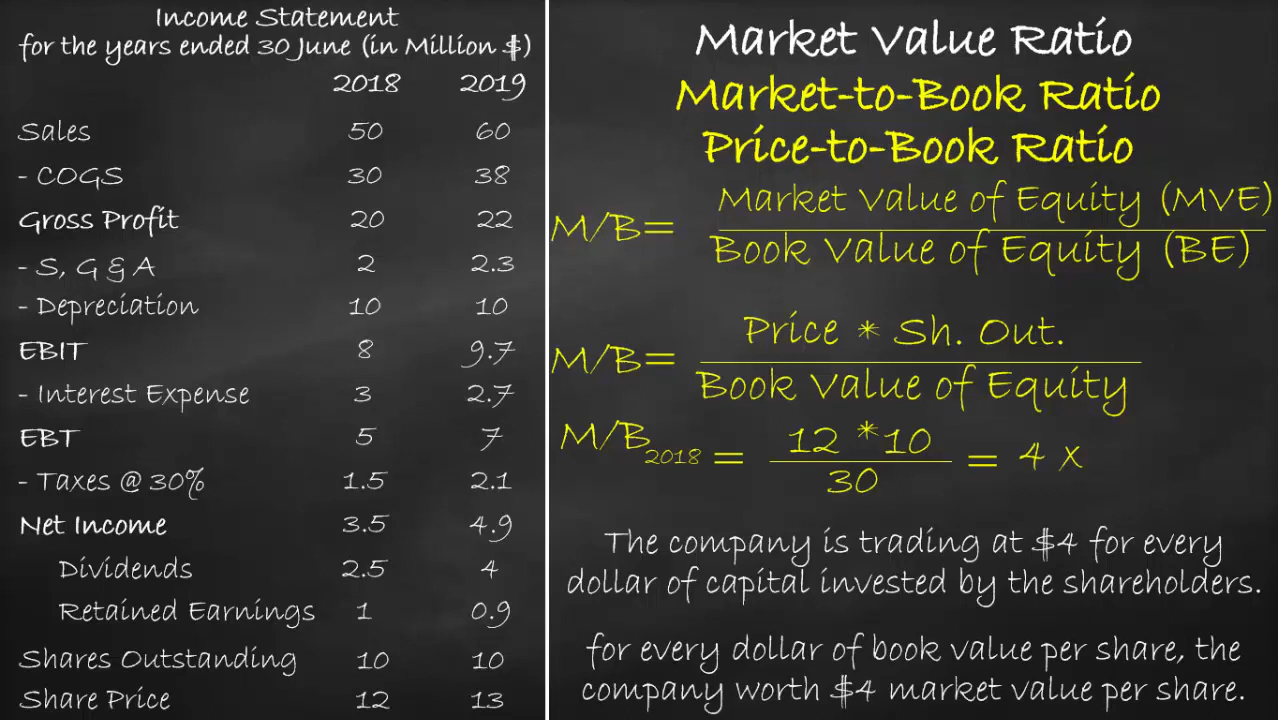 Income Statement
for the years ended 30 June (in Million $)
2018 2019
Sales 50 60
- COGS 30 38
Gross Profit 20 22
- S, G & A 2 2.3
- Depreciation 10 10
EBIT 8 9.7
- Interest Expense 3 2.7
EBT 5 7
- Taxes @ 30% 1.5 2.1
Net Income 3.5 4.9
Dividends 2.5 4
Retained Earnings 1 0.9
Shares Outstanding 10 10
Share Price 12 13
Market Value Ratio
Market-to-Book Ratio
Price-to-Book Ratio
Market Value of Equity (MVE)
M/B=
Book Value of Equity (BE)
Price * Sh. Out.
M/B=
Book Value of Equity
12 * 10
M/B2018 = = 4 x
30
The company is trading at $4 for every
dollar of capital invested by the shareholders.
for every dollar of book value per share, the
company worth $4 market value per share.